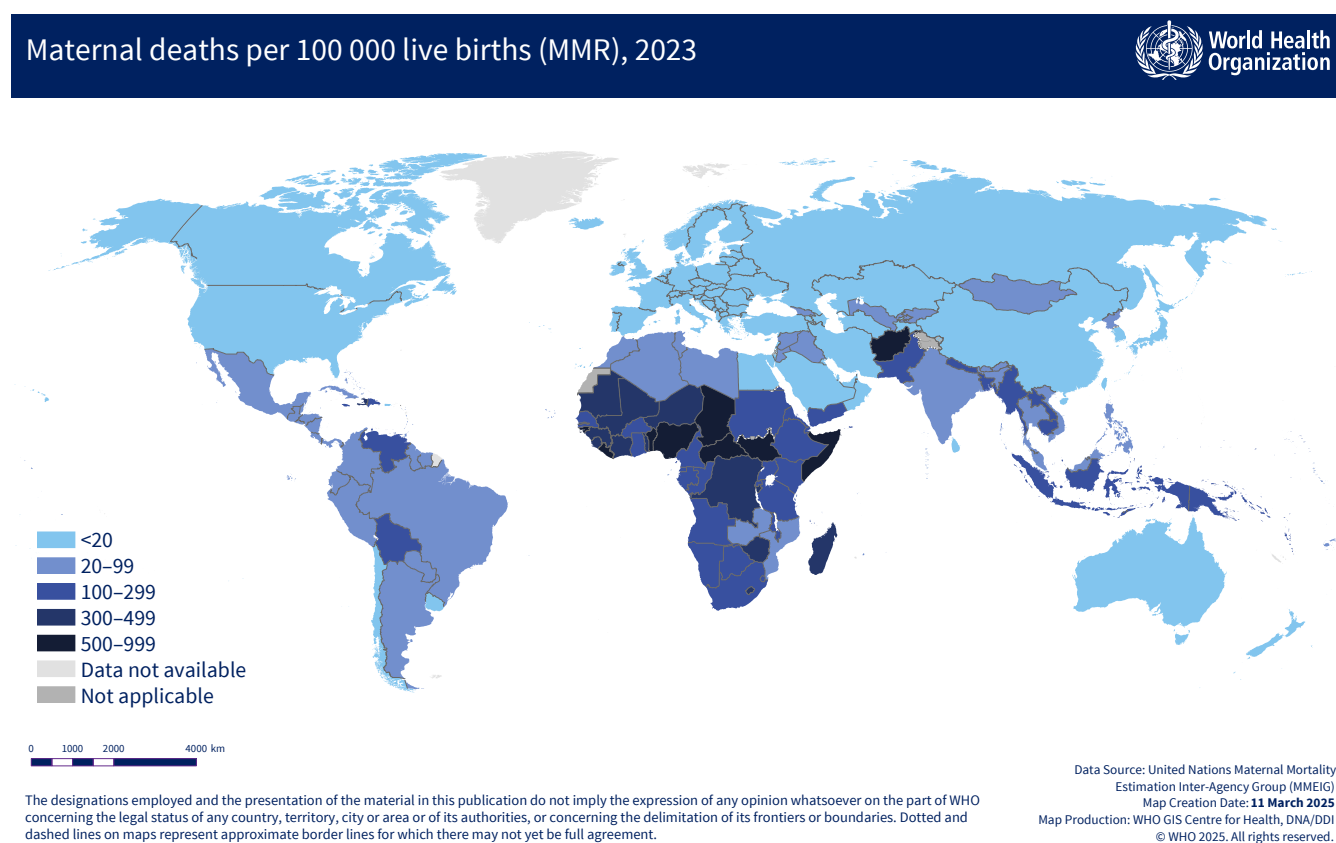 Maternal deaths per 100 000 live births (MMR), 2023
World Health
Organization
<20
20–99
100–299
300–499
500–999
Data not available
Not applicable
0 1000 2000 4000 km
Data Source: United Nations Maternal Mortality
Estimation Inter-Agency Group (MMEIG)
Map Creation Date: 11 March 2025
Map Production: WHO GIS Centre for Health, DNA/DDI
© WHO 2025. All rights reserved.
The designations employed and the presentation of the material in this publication do not imply the expression of any opinion whatsoever on the part of WHO
concerning the legal status of any country, territory, city or area or of its authorities, or concerning the delimitation of its frontiers or boundaries. Dotted and
dashed lines on maps represent approximate border lines for which there may not yet be full agreement.